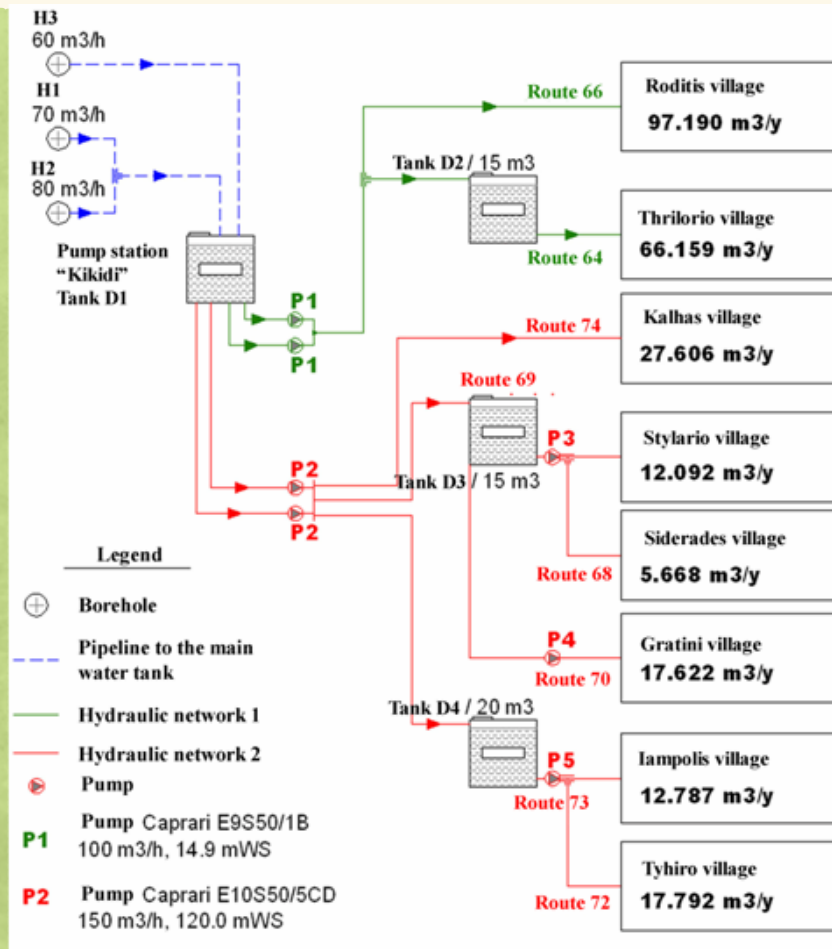 H3
60 m3/h
H1
70 m3/h
H2
80 m3/h
Pump station
“Kikidi”
Tank D1
P1
P1
Route 66
Roditis village
97.190 m3/y
Tank D2 / 15 m3
Route 64
Thrilorio village
66.159 m3/y
Route 74
Kalhas village
27.606 m3/y
Route 69
P2
P2
Tank D3 / 15 m3
P3
Stylario village
12.092 m3/y
Route 68
Siderades village
5.668 m3/y
P4
Route 70
Gratini village
17.622 m3/y
Tank D4 / 20 m3
P5
Route 73
Iampolis village
12.787 m3/y
Route 72
Tyhiro village
17.792 m3/y
Legend
Borehole
Pipeline to the main
water tank
Hydraulic network 1
Hydraulic network 2
Pump
P1 Pump Caprari E9S50/1B
100 m3/h, 14.9 mWS
P2 Pump Caprari E10S50/5CD
150 m3/h, 120.0 mWS